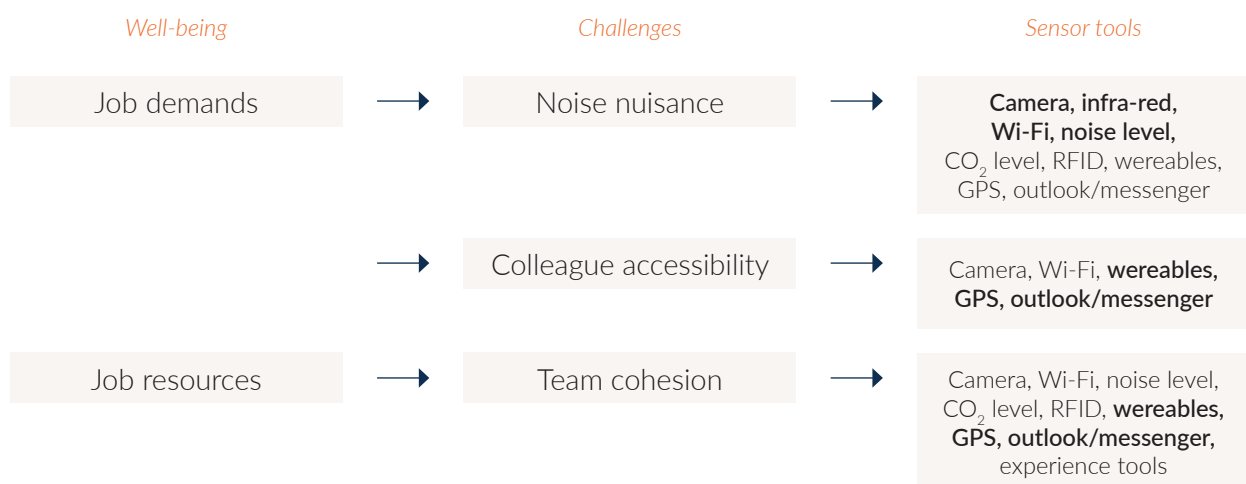 Well-being
Challenges
Sensor tools
Job demands
Noise nuisance
Camera, infra-red,
Wi-Fi, noise level,
CO₂ level, RFID, wereables,
GPS, outlook/messenger
Colleague accessibility
Camera, Wi-Fi, wereables,
GPS, outlook/messenger
Job resources
Team cohesion
Camera, Wi-Fi, noise level,
CO₂ level, RFID, wereables,
GPS, outlook/messenger,
experience tools